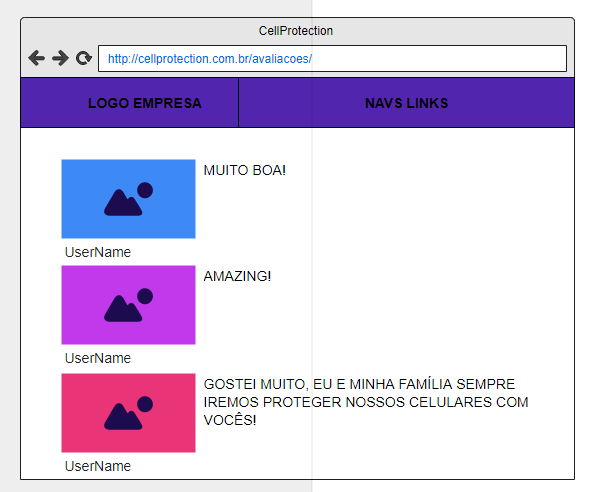 CellProtection
http://cellprotection.com.br/avaliacoes/
LOGO EMPRESA
NAVS LINKS
MUITO BOA!
UserName
AMAZING!
UserName
GOSTEI MUITO, EU E MINHA FAMÍLIA SEMPRE
IREMOS PROTEGER NOSSOS CELULARES COM
VOCÊS!
UserName